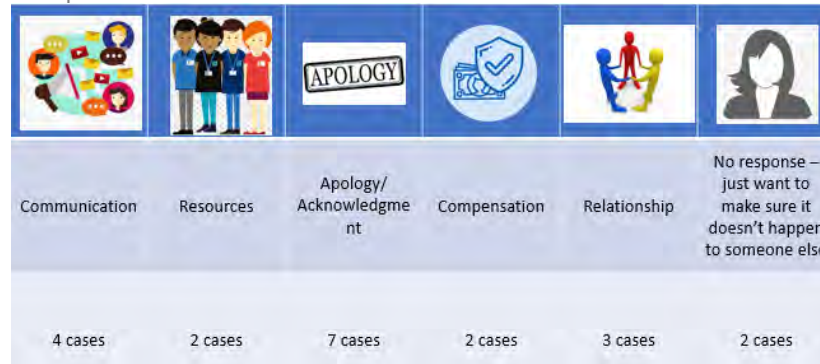 APOLOGY
Communication
Resources
Apology/
Acknowledgme
nt
Compensation
Relationship
No response –
just want to
make sure it
doesn't happen
to someone else
4 cases
2 cases
7 cases
2 cases
3 cases
2 cases